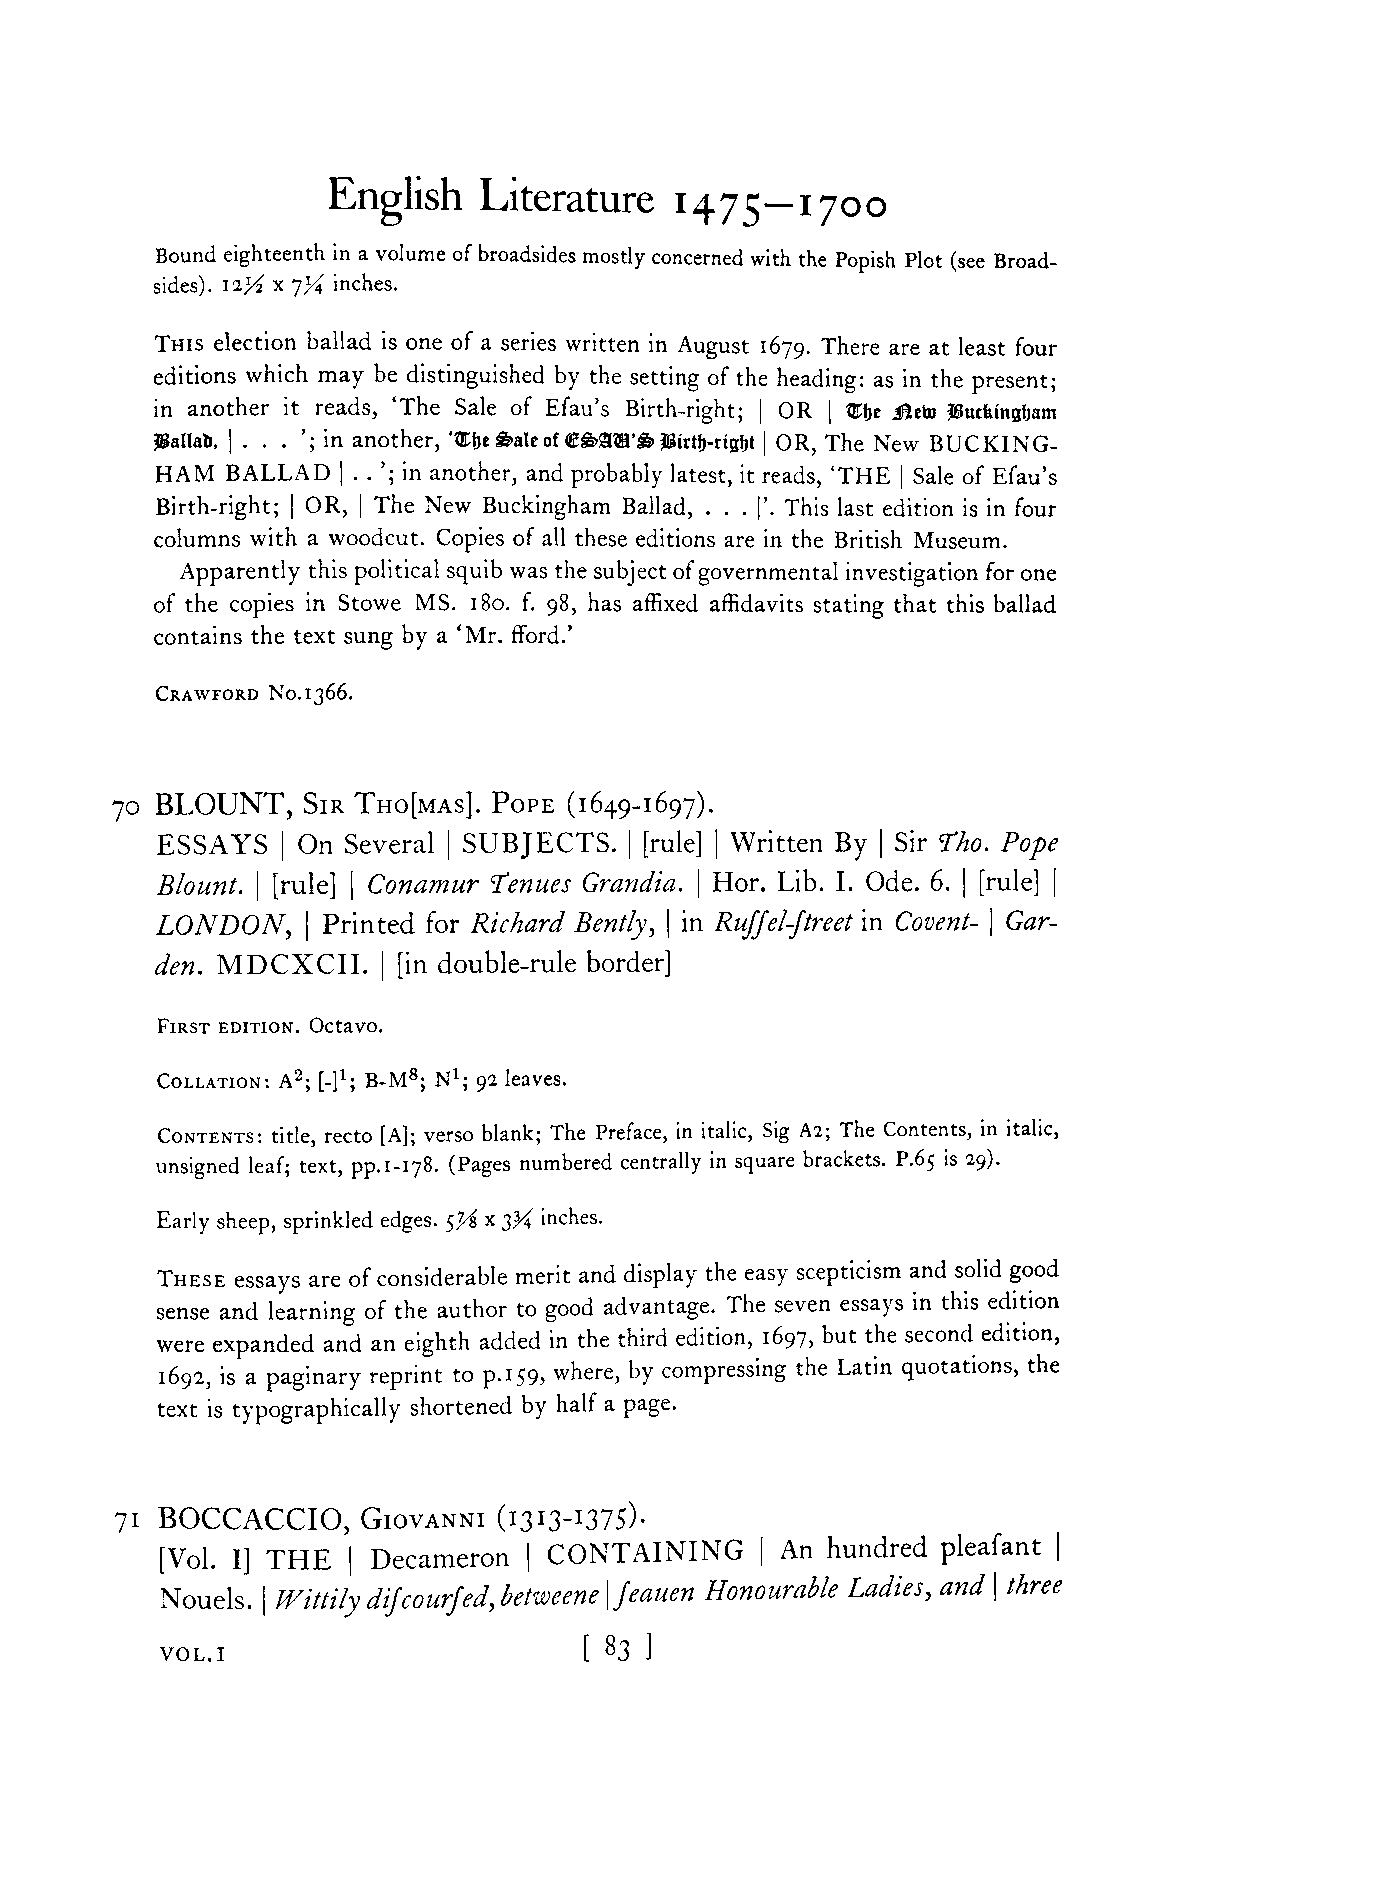 English Literature 1475–1700
Bound eighteenth in a volume of broadsides mostly concerned with the Popish Plot (see Broad-
sides). 12½ x 7¼ inches.
THIS election ballad is one of a series written in August 1679. There are at least four
editions which may be distinguished by the setting of the heading: as in the present;
in another it reads, ‘The Sale of Eſau’s Birth-right; | OR | The New Buckingham
Ballad, | . . . ’; in another, ‘The Sale of ESAU’S Birth-right | OR, The New BUCKING-
HAM BALLAD | . . ’; in another, and probably latest, it reads, ‘THE | Sale of Eſau’s
Birth-right; | OR, | The New Buckingham Ballad, . . . |’. This last edition is in four
columns with a woodcut. Copies of all these editions are in the British Museum.
Apparently this political squib was the subject of governmental investigation for one
of the copies in Stowe MS. 180. f. 98, has affixed affidavits stating that this ballad
contains the text sung by a ‘Mr. fford.’
CRAWFORD NO.1366.
70 BLOUNT, SIR THO[MAS]. POPE (1649-1697).
ESSAYS | On Several | SUBJECTS. | [rule] | Written By | Sir Tho. Pope
Blount. | [rule] | Conamur Tenues Grandia. | Hor. Lib. I. Ode. 6. | [rule] |
LONDON, | Printed for Richard Bently, | in Ruſſel-ſtreet in Covent- | Gar-
den. MDCXCII. | [in double-rule border]
FIRST EDITION. Octavo.
COLLATION: A²; [-]¹; B-M⁸; N¹; 92 leaves.
CONTENTS: title, recto [A]; verso blank; The Preface, in italic, Sig A2; The Contents, in italic,
unsigned leaf; text, pp.1-178. (Pages numbered centrally in square brackets. P.65 is 29).
Early sheep, sprinkled edges. 5⅞ x 3¾ inches.
THESE essays are of considerable merit and display the easy scepticism and solid good
sense and learning of the author to good advantage. The seven essays in this edition
were expanded and an eighth added in the third edition, 1697, but the second edition,
1692, is a paginary reprint to p.159, where, by compressing the Latin quotations, the
text is typographically shortened by half a page.
71 BOCCACCIO, GIOVANNI (1313-1375).
[Vol. I] THE | Decameron | CONTAINING | An hundred pleaſant |
Nouels. | Wittily diſcourſed, betweene | ſeauen Honourable Ladies, and | three
VOL.I [ 83 ]